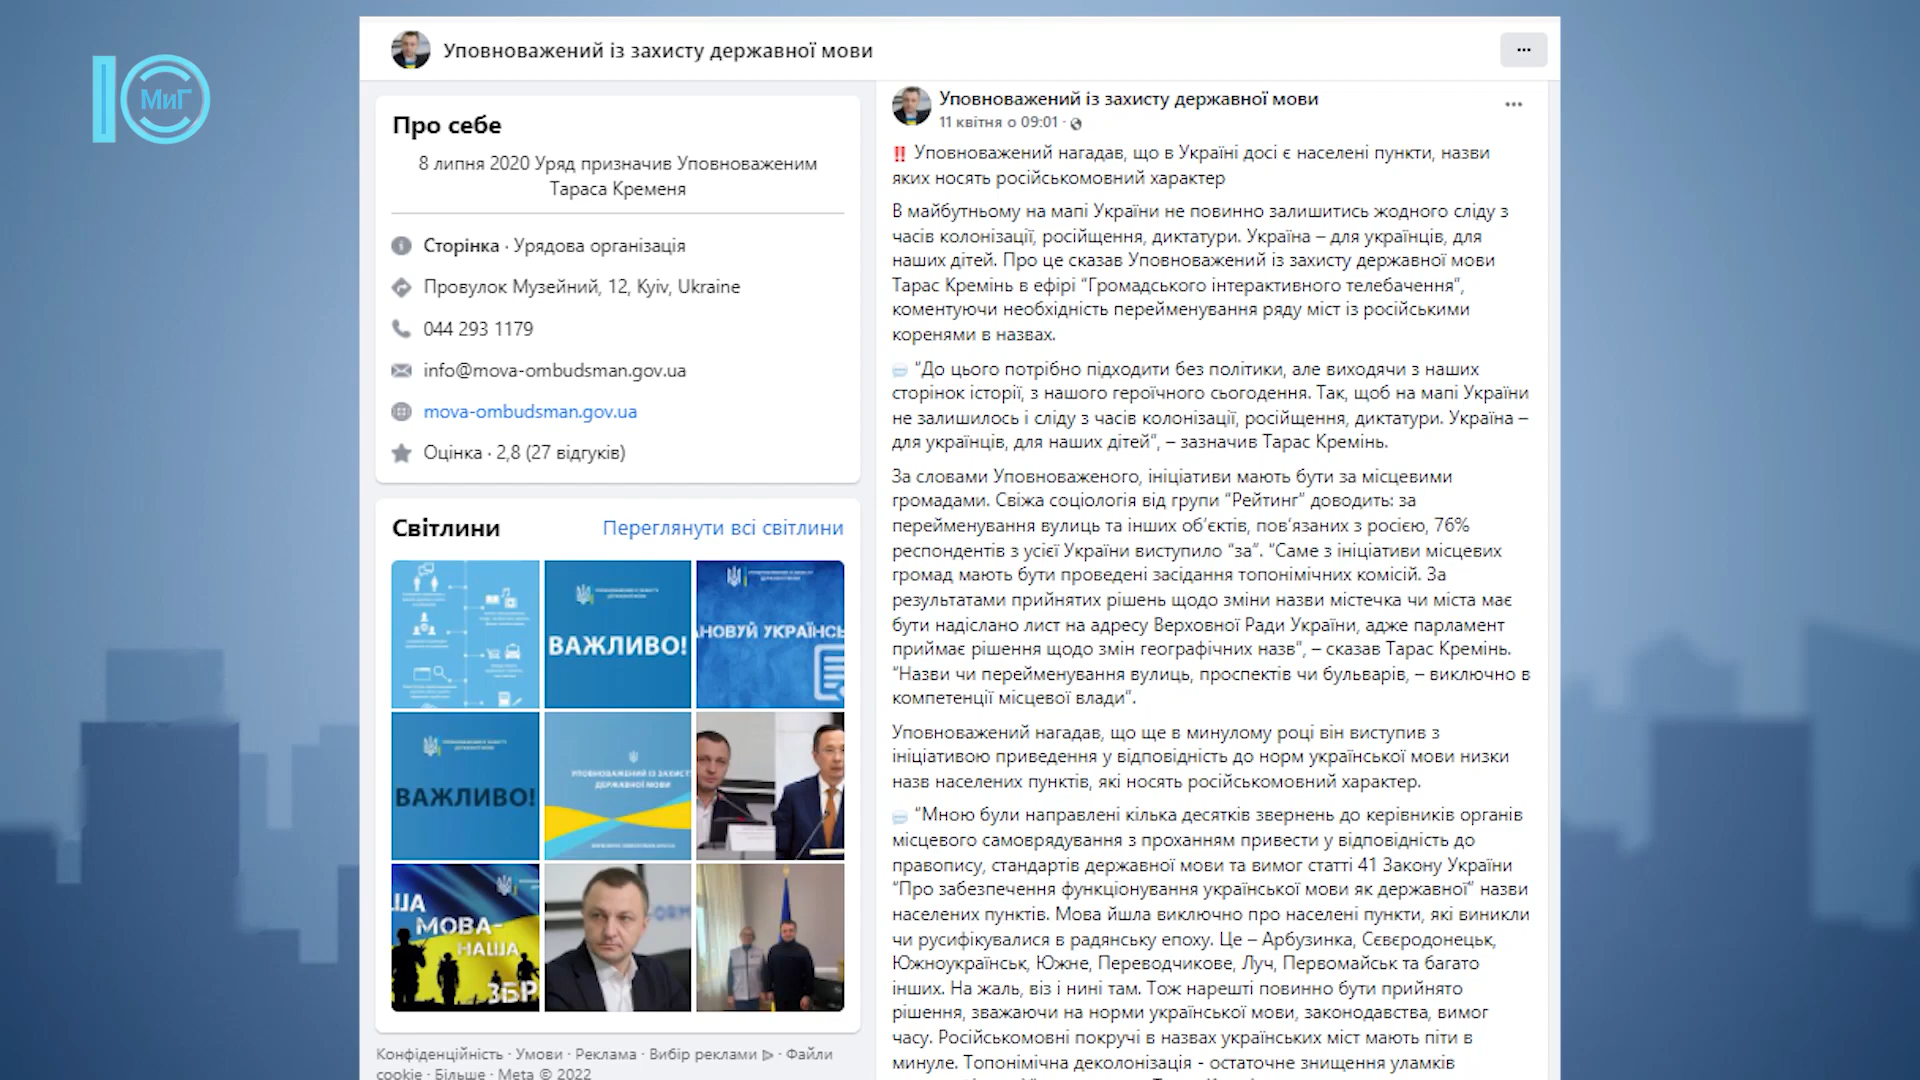 МиГ
Уповноважений із захисту державної мови
...
Про себе
8 липня 2020 Уряд призначив Уповноваженим
Тараса Кременя
Сторінка · Урядова організація
Провулок Музейний, 12, Kyiv, Ukraine
044 293 1179
info@mova-ombudsman.gov.ua
mova-ombudsman.gov.ua
Оцінка · 2,8 (27 відгуків)
Світлини
Переглянути всі світлини
ВАЖЛИВО!
НОВУЙ УКРАЇНСЬ
ВАЖЛИВО!
УПОВНОВАЖЕНИЙ ІЗ ЗАХИСТ
ДЕРЖАВНОЇ МОВИ
МОВА-
НАША
ЗБР
Конфіденційність · Умови · Реклама · Вибір реклами · Файли
cookie · Більше · Meta © 2022
Уповноважений із захисту державної мови
11 квітня о 09:01 ·
‼ Уповноважений нагадав, що в Україні досі є населені пункти, назви
яких носять російськомовний характер
В майбутньому на мапі України не повинно залишитись жодного сліду з
часів колонізації, російщення, диктатури. Україна – для українців, для
наших дітей. Про це сказав Уповноважений із захисту державної мови
Тарас Кремінь в ефірі “Громадського інтерактивного телебачення”,
коментуючи необхідність перейменування ряду міст із російськими
коренями в назвах.
“До цього потрібно підходити без політики, але виходячи з наших
сторінок історії, з нашого героїчного сьогодення. Так, щоб на мапі України
не залишилось і сліду з часів колонізації, російщення, диктатури. Україна –
для українців, для наших дітей”, – зазначив Тарас Кремінь.
За словами Уповноваженого, ініціативи мають бути за місцевими
громадами. Свіжа соціологія від групи “Рейтинг” доводить: за
перейменування вулиць та інших об’єктів, пов’язаних з росією, 76%
респондентів з усієї України виступило “за”. “Саме з ініціативи місцевих
громад мають бути проведені засідання топонімічних комісій. За
результатами прийнятих рішень щодо зміни назви містечка чи міста має
бути надіслано лист на адресу Верховної Ради України, адже парламент
приймає рішення щодо змін географічних назв”, – сказав Тарас Кремінь.
“Назви чи перейменування вулиць, проспектів чи бульварів, – виключно в
компетенції місцевої влади”.
Уповноважений нагадав, що ще в минулому році він виступив з
ініціативою приведення у відповідність до норм української мови низки
назв населених пунктів, які носять російськомовний характер.
“Мною були направлені кілька десятків звернень до керівників органів
місцевого самоврядування з проханням привести у відповідність до
правопису, стандартів державної мови та вимог статті 41 Закону України
“Про забезпечення функціонування української мови як державної” назви
населених пунктів. Мова йшла виключно про населені пункти, які виникли
чи русифікувалися в радянську епоху. Це – Арбузинка, Сєвєродонецьк,
Южноукраїнськ, Южне, Переводчикове, Луч, Первомайськ та багато
інших. На жаль, віз і нині там. Тож нарешті повинно бути прийнято
рішення, зважаючи на норми української мови, законодавства, вимог
часу. Російськомовні покручі в назвах українських міст мають піти в
минуле. Топонімічна деколонізація - остаточне знищення уламків